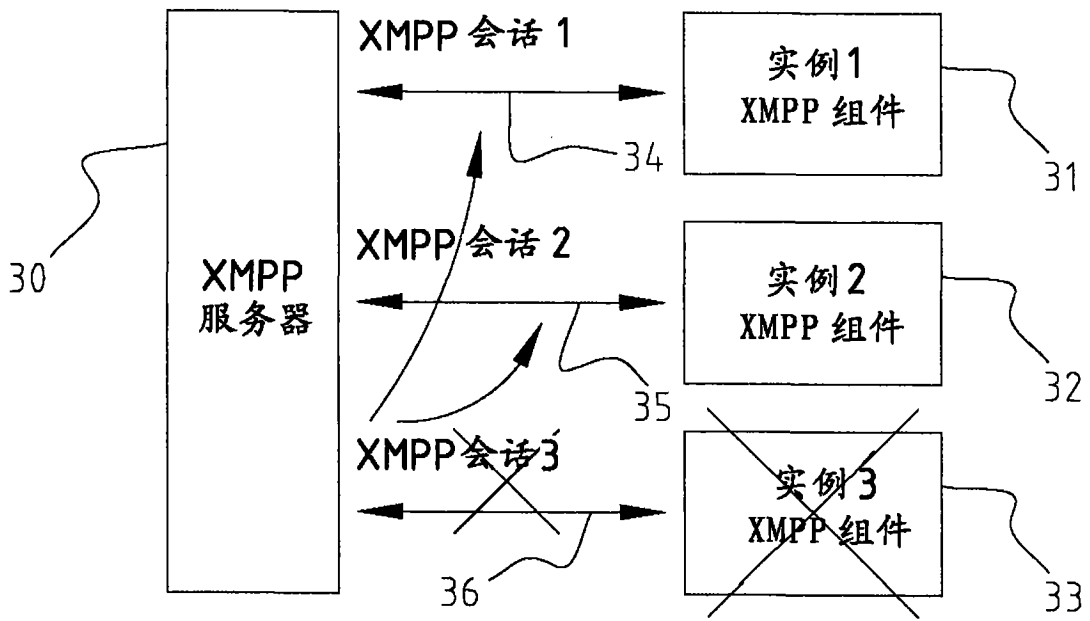 XMPP 会话 1
实例 1
XMPP 组件
34
31
30
XMPP
服务器
XMPP 会话 2
实例 2
XMPP 组件
35
32
XMPP 会话 3
实例 3
XMPP 组件
36
33